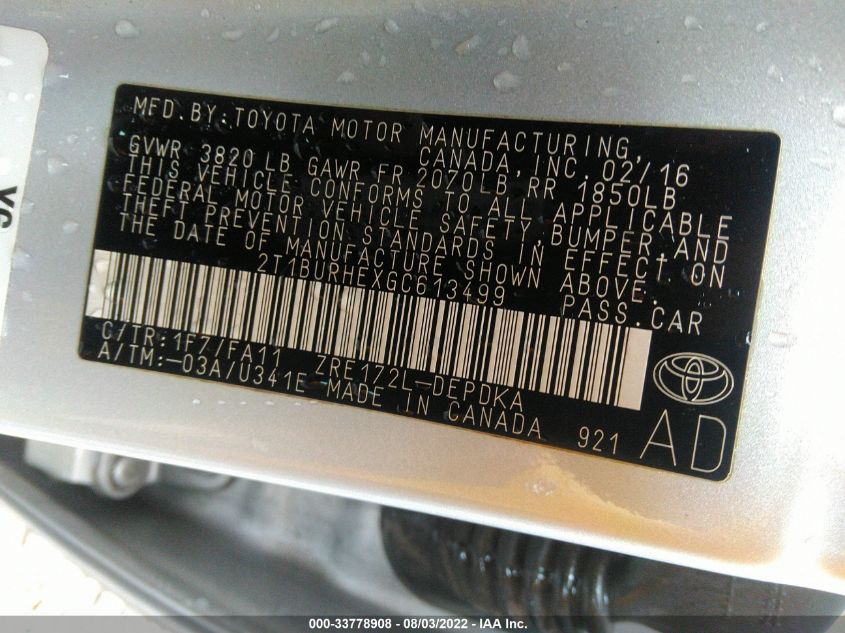 MFD.BY:TOYOTA MOTOR MANUFACTURING,
CANADA,INC.02/16
GVWR 3820LB GAWR FR 2070LB,RR 1850LB
THIS VEHICLE CONFORMS TO ALL APPLICABLE
FEDERAL MOTOR VEHICLE SAFETY,BUMPER,AND
THEFT PREVENTION STANDARDS IN EFFECT ON
THE DATE OF MANUFACTURE SHOWN ABOVE.
2T1BURHEXGC613499 PASS.CAR
C/TR:1F7/FA11 ZRE172L-DEPDKA
A/TM:-03A/U341E MADE IN CANADA 921
AD
000-33778908 - 08/03/2022 - IAA Inc.